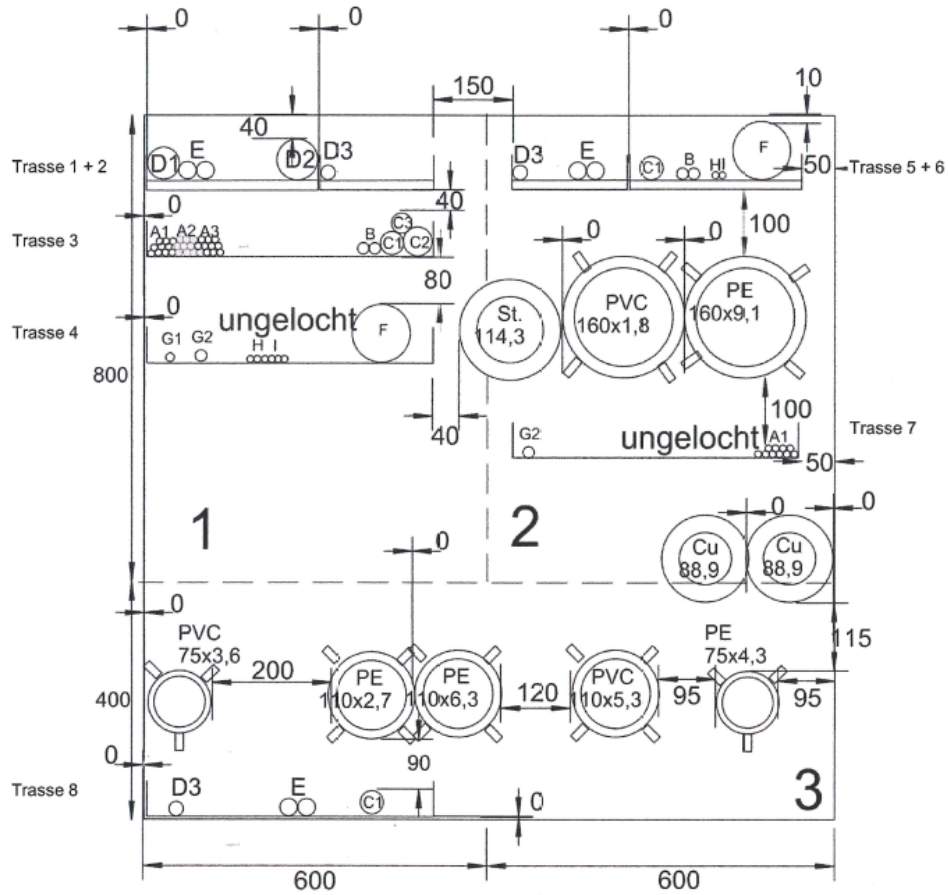 0
0
0
10
150
40
D1
E
D2
D3
D3
E
C1
B
HI
F
50
Trasse 1 + 2
Trasse 5 + 6
0
40
100
A1
A2
A3
B
C3
C1
C2
Trasse 3
0
0
80
0
ungelocht
F
St.
114,3
PVC
160x1,8
PE
160x9,1
Trasse 4
G1
G2
H
I
800
40
100
G2
ungelocht
A1
Trasse 7
50
1
2
0
0
0
Cu
88,9
Cu
88,9
0
PVC
75x3,6
PE
75x4,3
115
200
PE
110x2,7
PE
110x6,3
120
PVC
110x5,3
95
95
400
0
90
Trasse 8
D3
E
C1
0
3
600
600